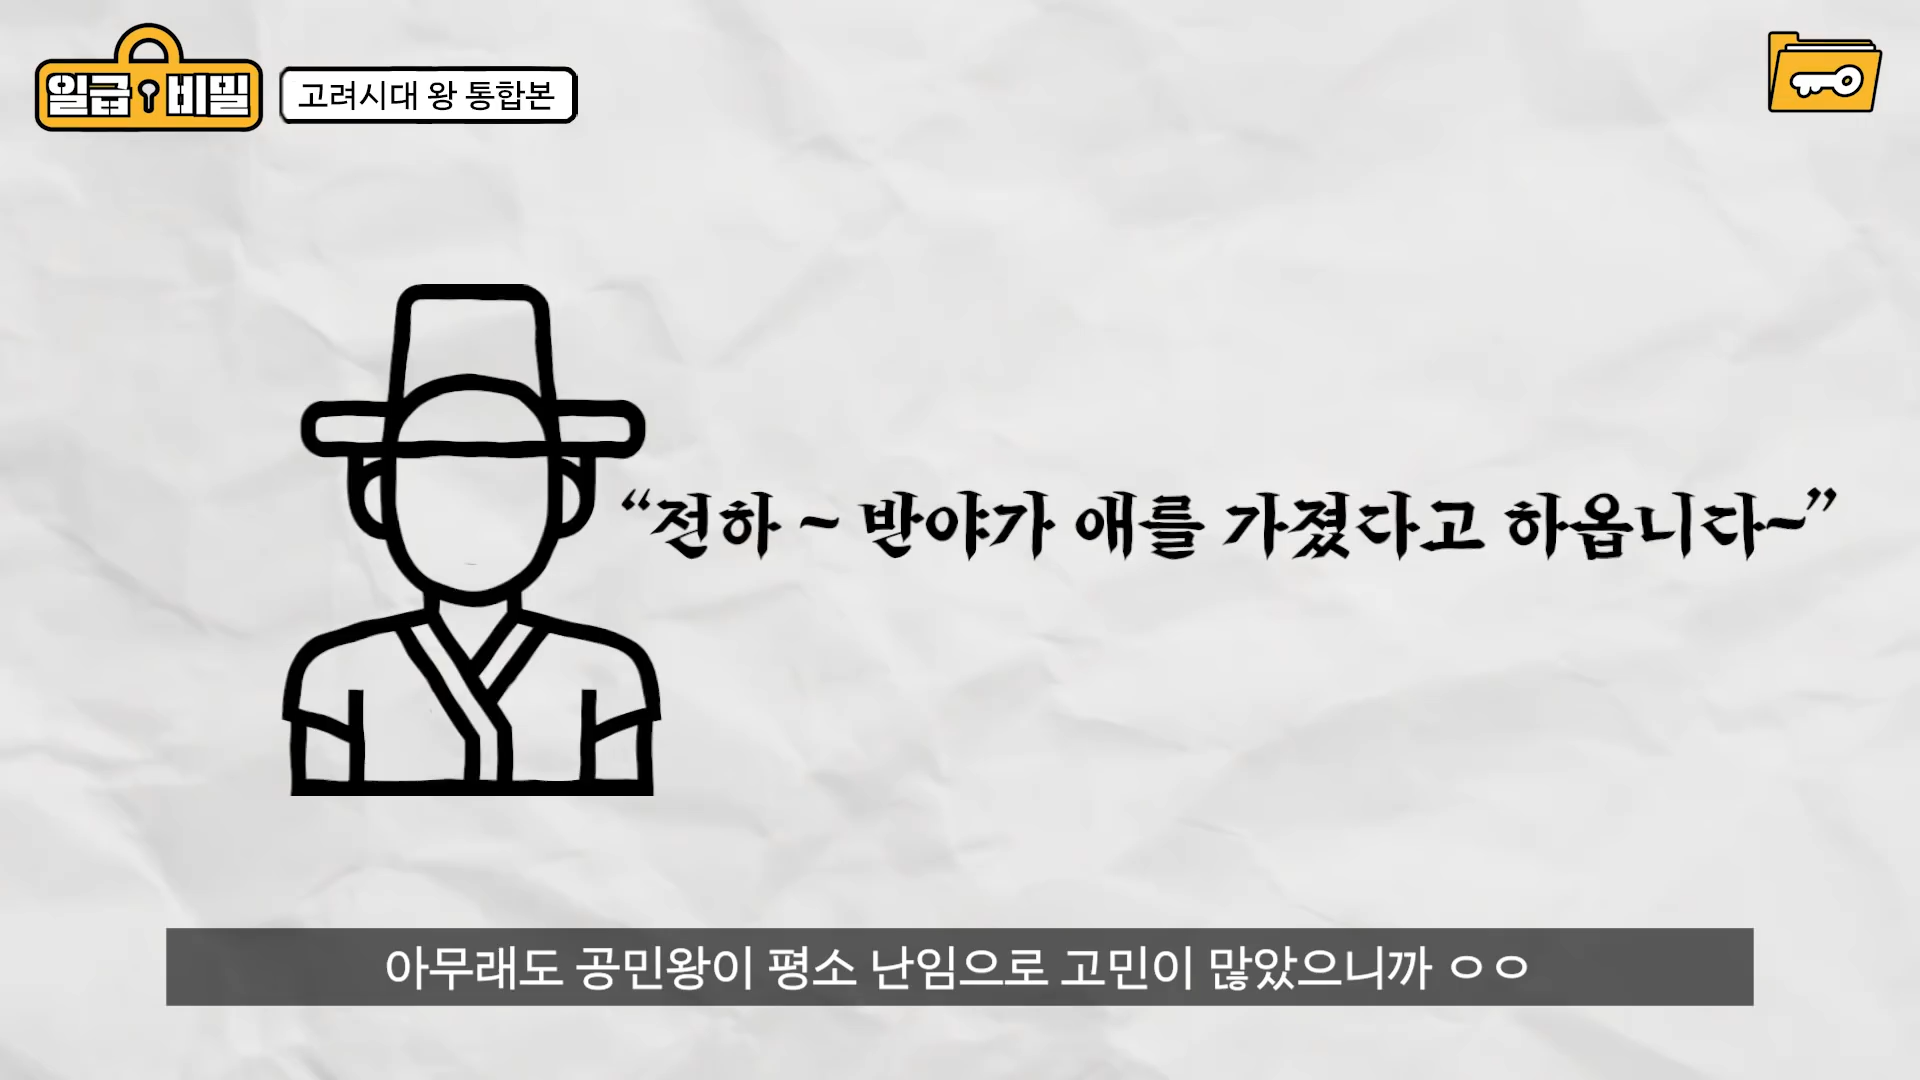 일급비밀
고려시대 왕 통합본
“전하 ~ 반야가 애를 가졌다고 하옵니다~”
아무래도 공민왕이 평소 난임으로 고민이 많았으니까 ㅇㅇ